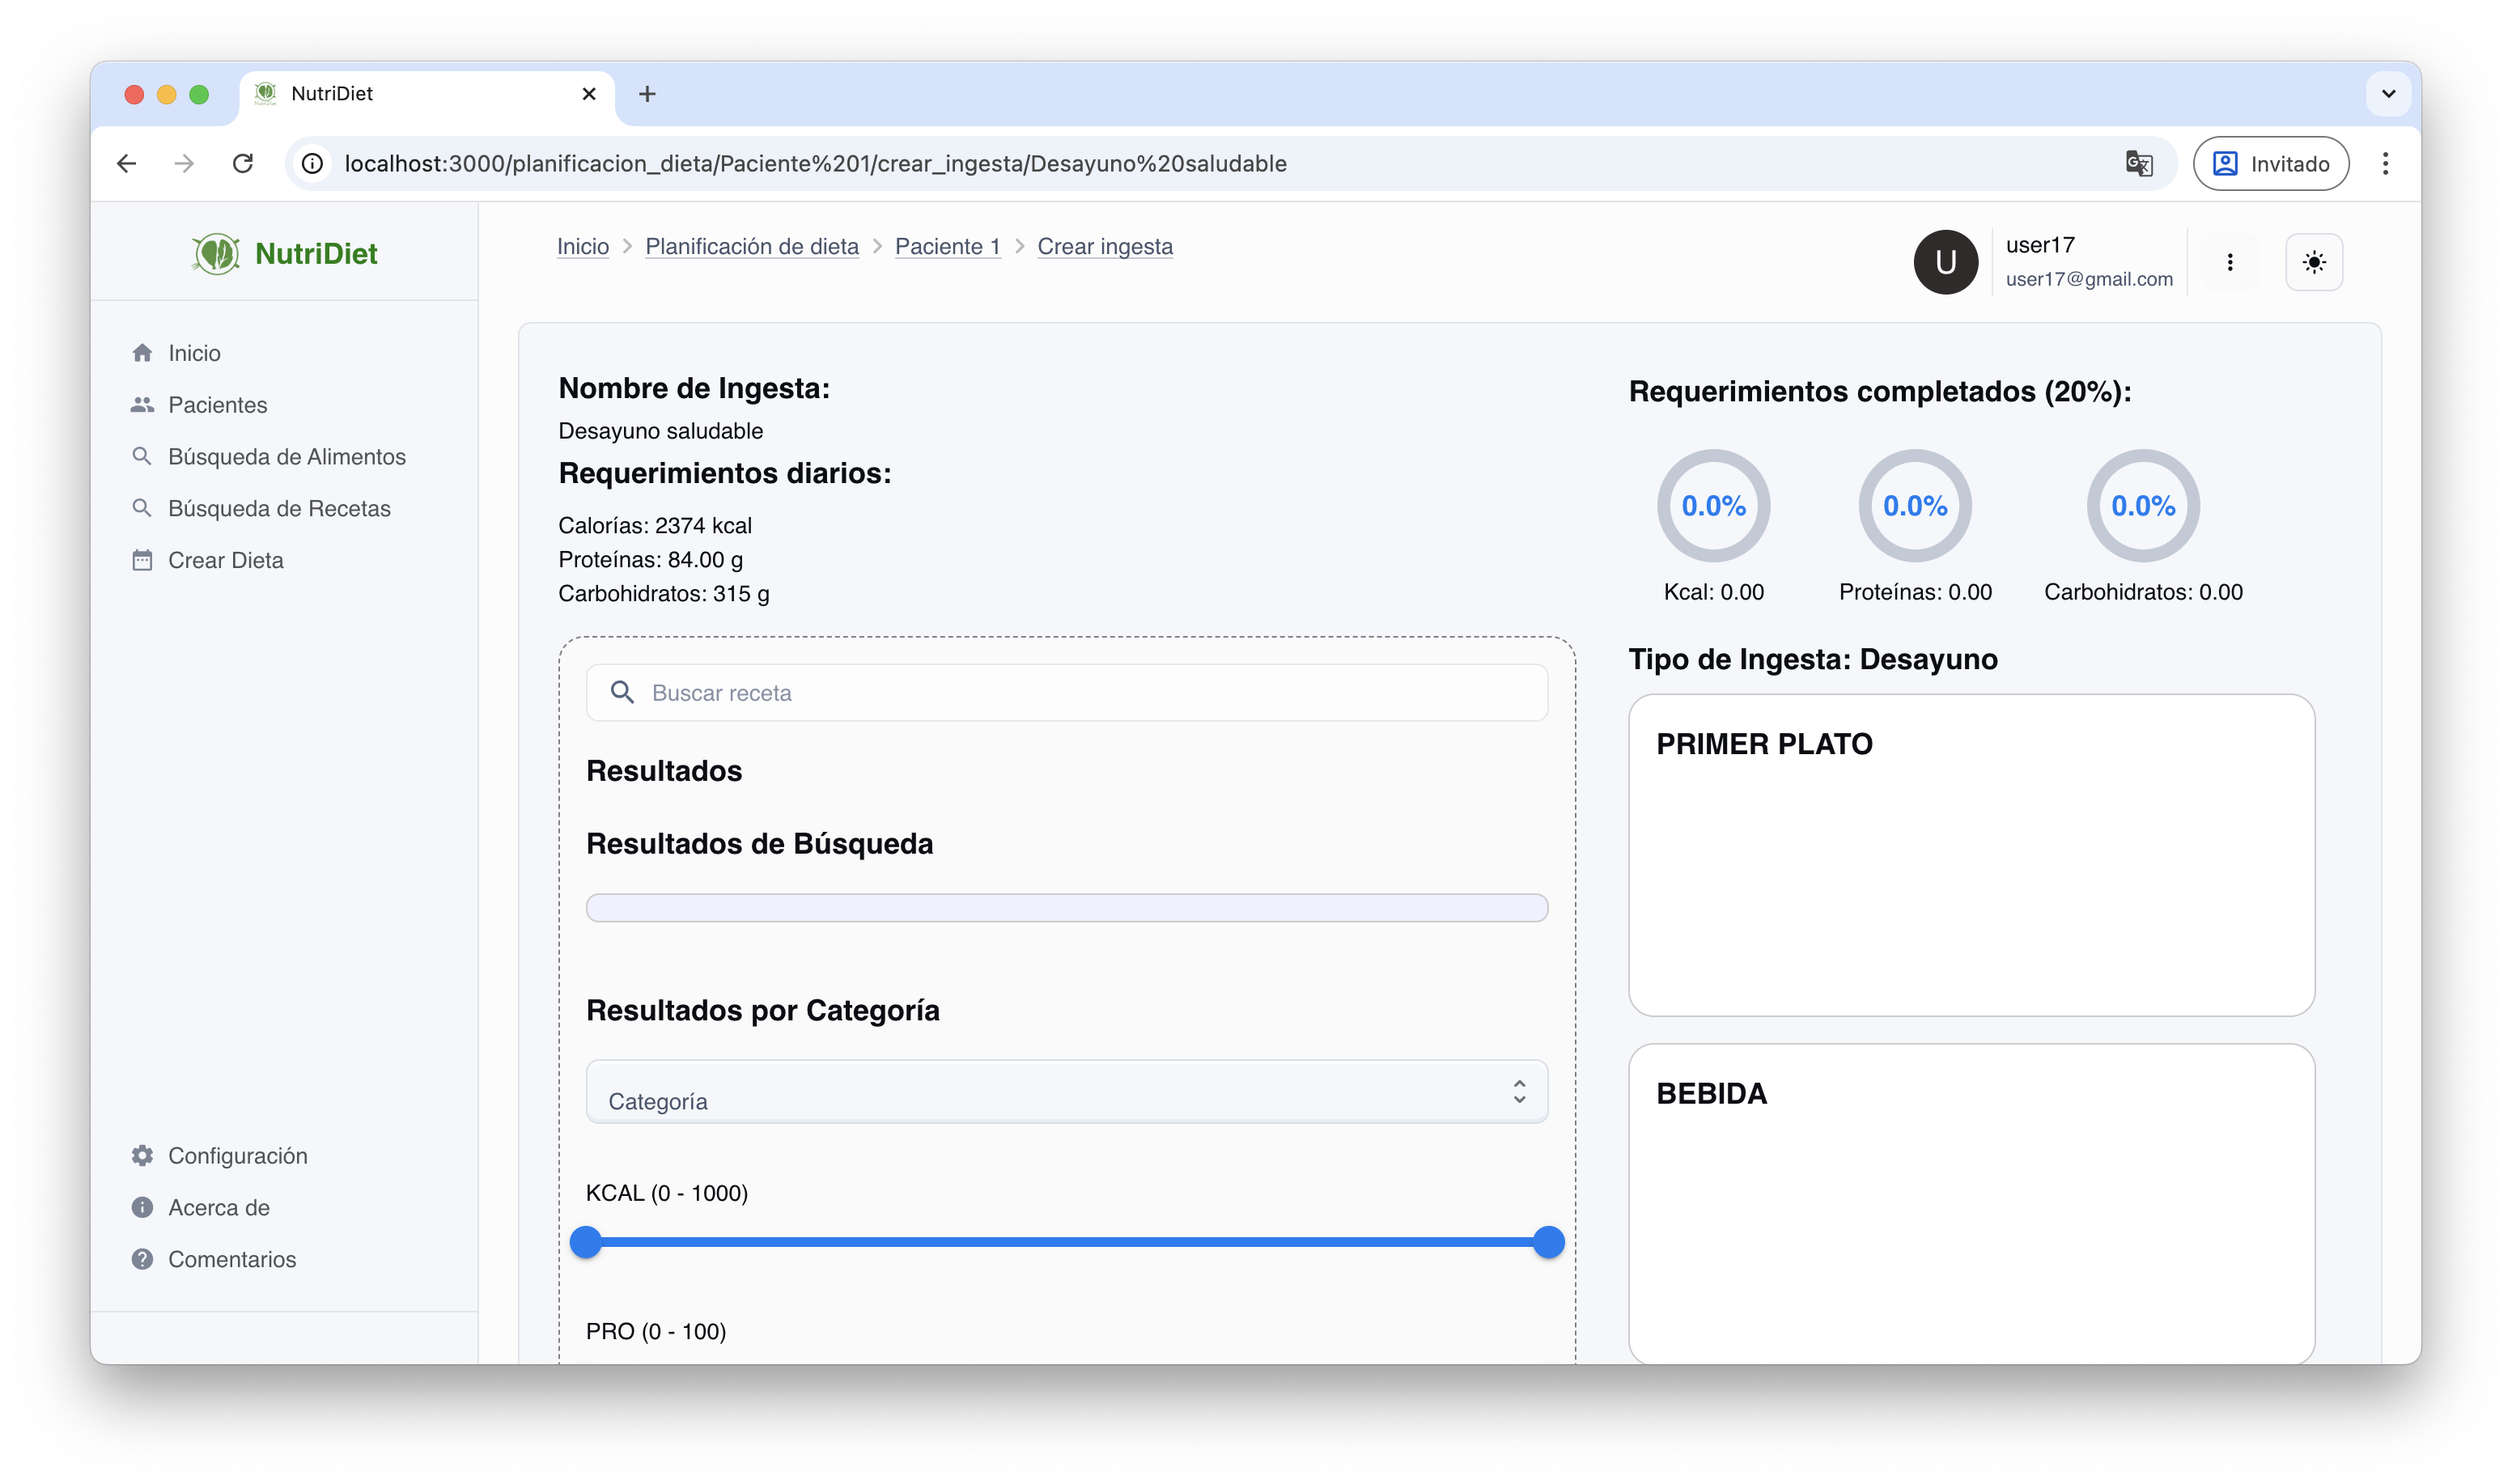 NutriDiet
localhost:3000/planificacion_dieta/Paciente%201/crear_ingesta/Desayuno%20saludable
Invitado
NutriDiet
Inicio
Pacientes
Búsqueda de Alimentos
Búsqueda de Recetas
Crear Dieta
Configuración
Acerca de
Comentarios
Inicio > Planificación de dieta > Paciente 1 > Crear ingesta
U
user17
user17@gmail.com
Nombre de Ingesta:
Desayuno saludable
Requerimientos diarios:
Calorías: 2374 kcal
Proteínas: 84.00 g
Carbohidratos: 315 g
Buscar receta
Resultados
Resultados de Búsqueda
Resultados por Categoría
Categoría
KCAL (0 - 1000)
PRO (0 - 100)
Requerimientos completados (20%):
0.0% 0.0% 0.0%
Kcal: 0.00 Proteínas: 0.00 Carbohidratos: 0.00
Tipo de Ingesta: Desayuno
PRIMER PLATO
BEBIDA